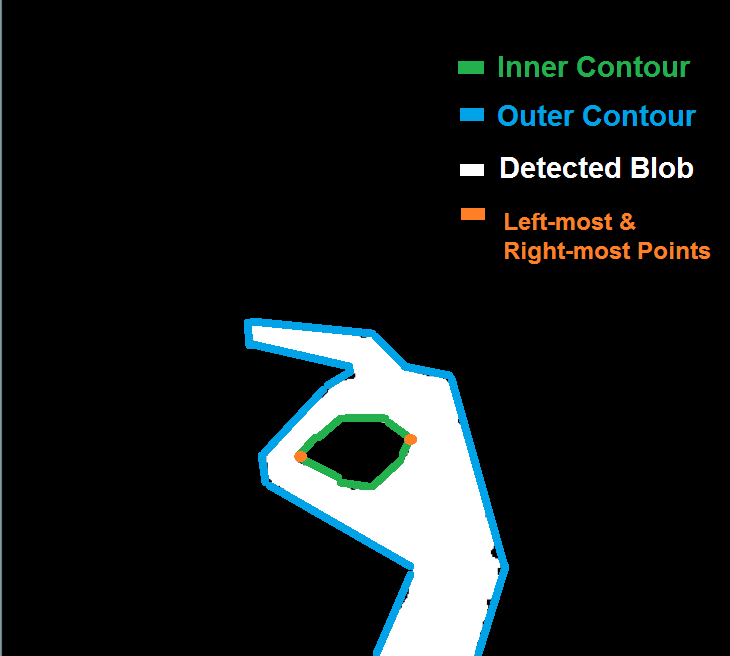 Inner Contour
Outer Contour
Detected Blob
Left-most &
Right-most Points